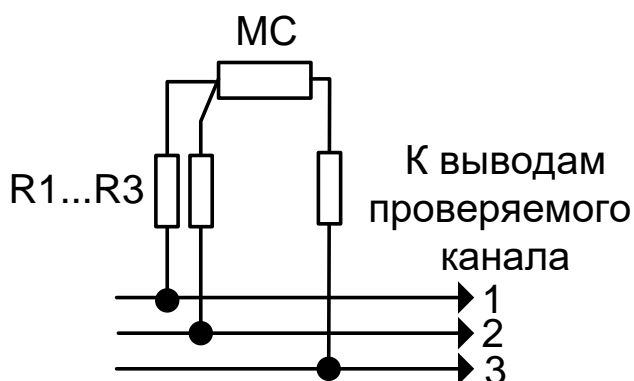 МС
R1...R3
К выводам
проверяемого
канала
1
2
3